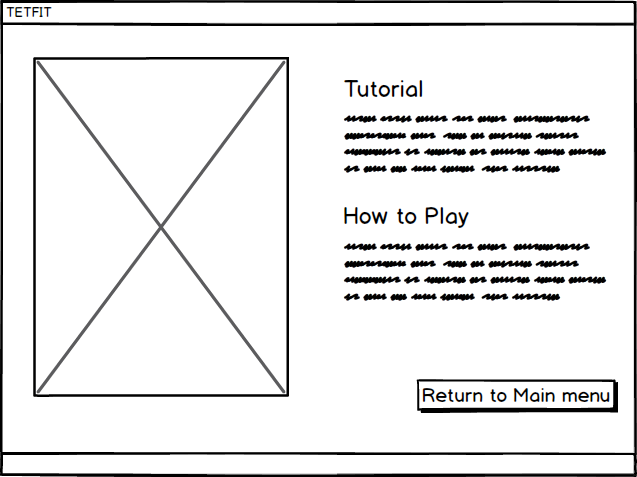 TETFIT
Tutorial
How to Play
Return to Main menu